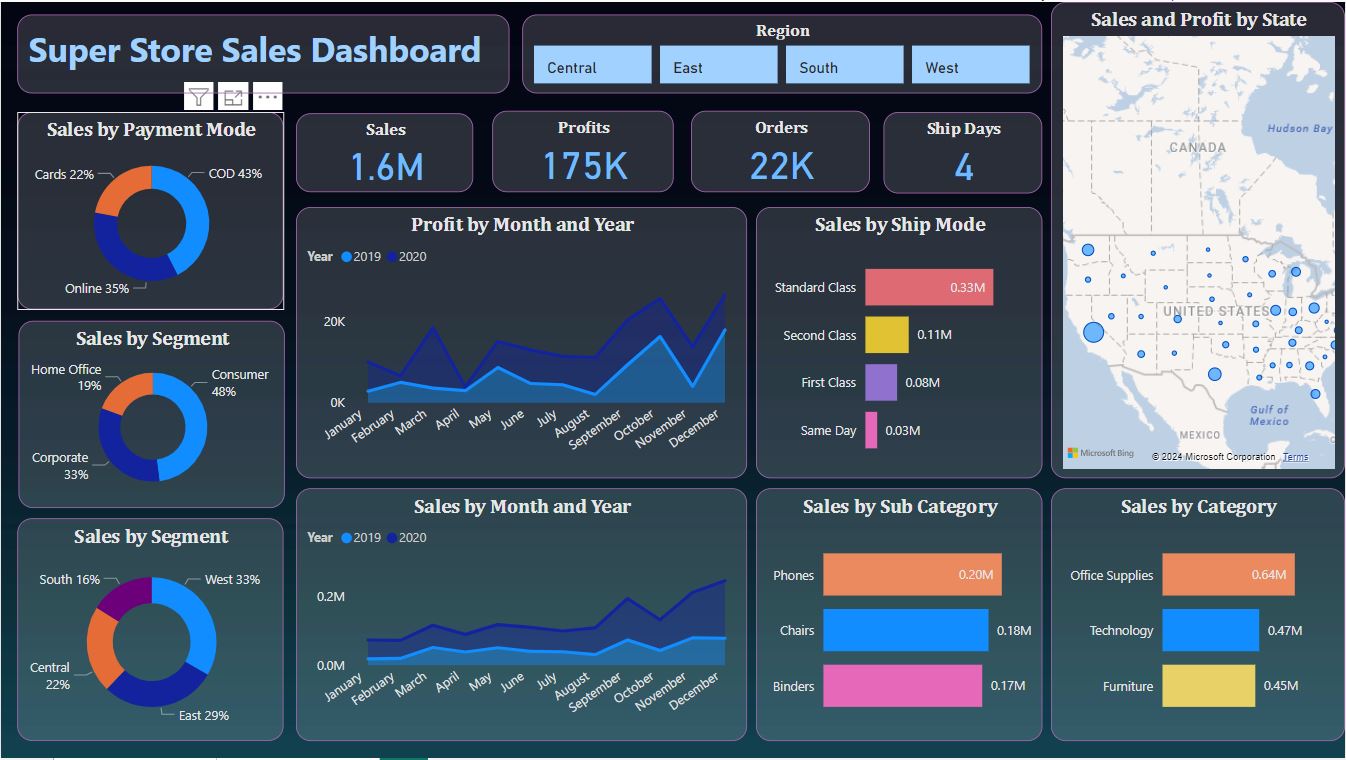 Super Store Sales Dashboard
Region
Central
East
South
West
Sales and Profit by State
Hudson Bay
CANADA
UNITED STATES
Gulf of
Mexico
MEXICO
Microsoft Bing
© 2024 Microsoft Corporation Terms
Sales by Payment Mode
Cards 22%
COD 43%
Online 35%
Sales
1.6M
Profits
175K
Orders
22K
Ship Days
4
Profit by Month and Year
Year 2019 2020
20K
0K
January
February
March
April
May
June
July
August
September
October
November
December
Sales by Ship Mode
Standard Class 0.33M
Second Class 0.11M
First Class 0.08M
Same Day 0.03M
Sales by Segment
Home Office
19%
Consumer
48%
Corporate
33%
Sales by Segment
South 16%
West 33%
Central
22%
East 29%
Sales by Month and Year
Year 2019 2020
0.2M
0.0M
January
February
March
April
May
June
July
August
September
October
November
December
Sales by Sub Category
Phones 0.20M
Chairs 0.18M
Binders 0.17M
Sales by Category
Office Supplies 0.64M
Technology 0.47M
Furniture 0.45M